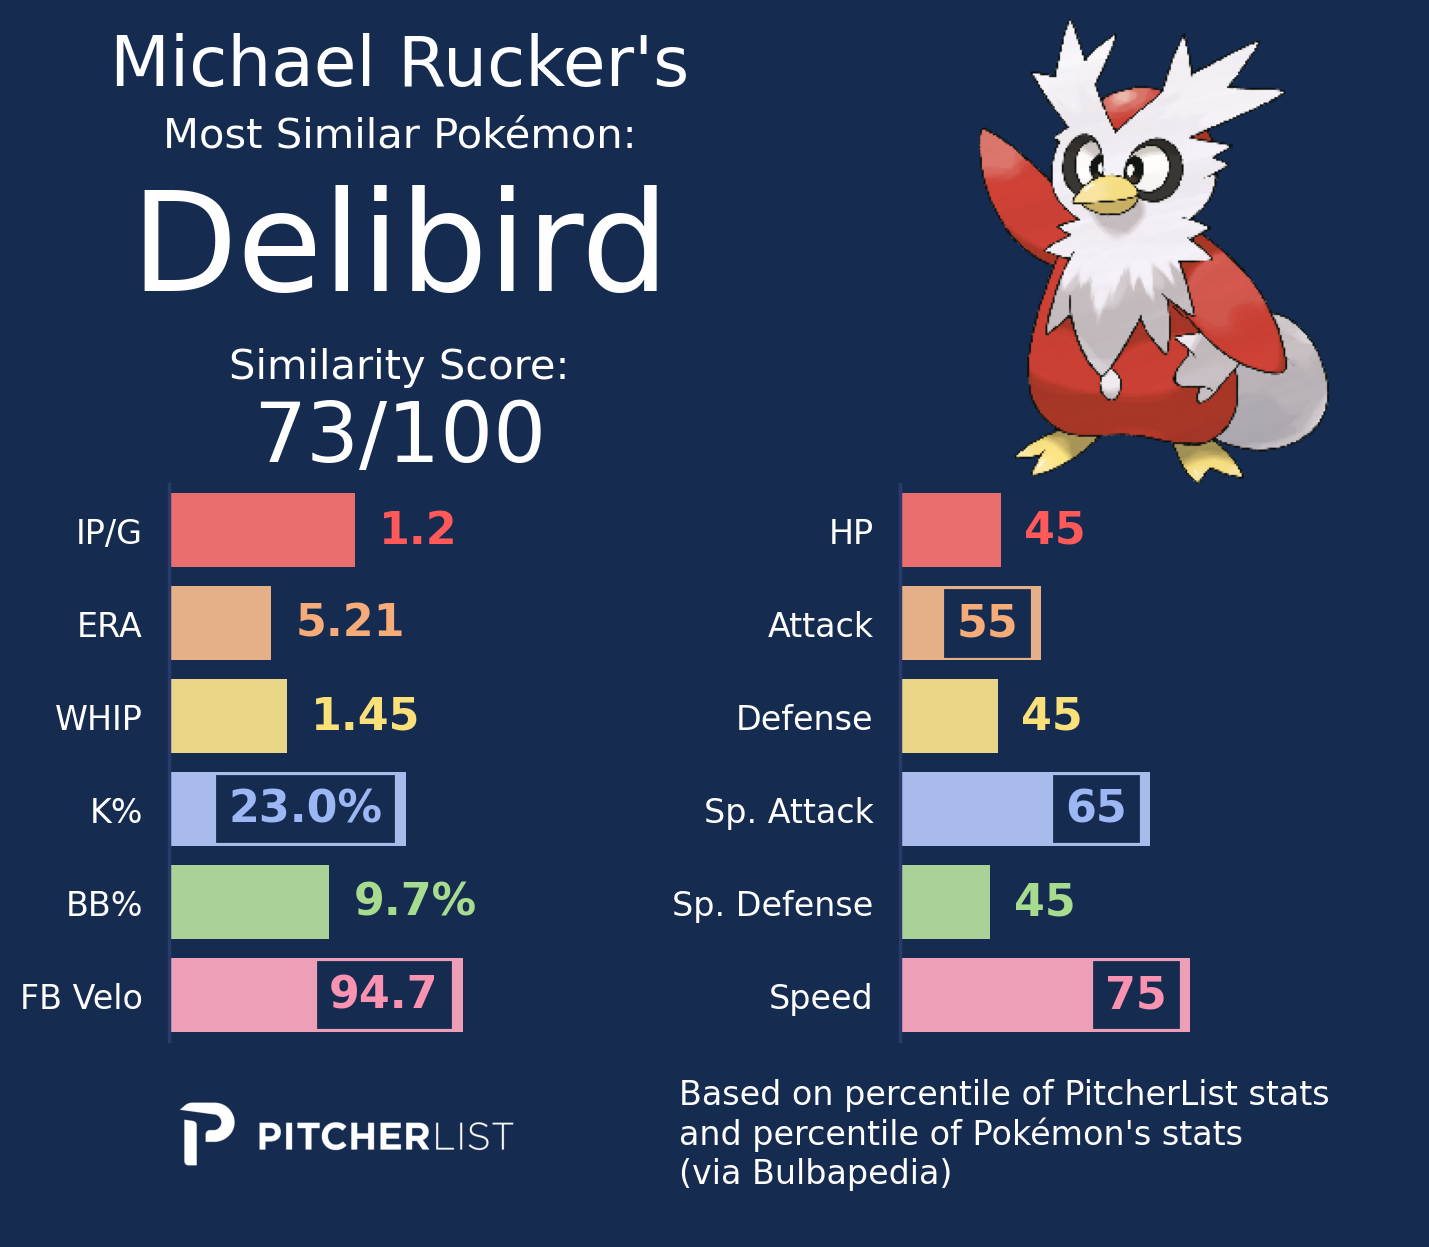 Michael Rucker's
Most Similar Pokémon:
Delibird
Similarity Score:
73/100
IP/G 1.2
ERA 5.21
WHIP 1.45
K% 23.0%
BB% 9.7%
FB Velo 94.7
HP 45
Attack 55
Defense 45
Sp. Attack 65
Sp. Defense 45
Speed 75
PITCHERLIST
Based on percentile of PitcherList stats
and percentile of Pokémon's stats
(via Bulbapedia)